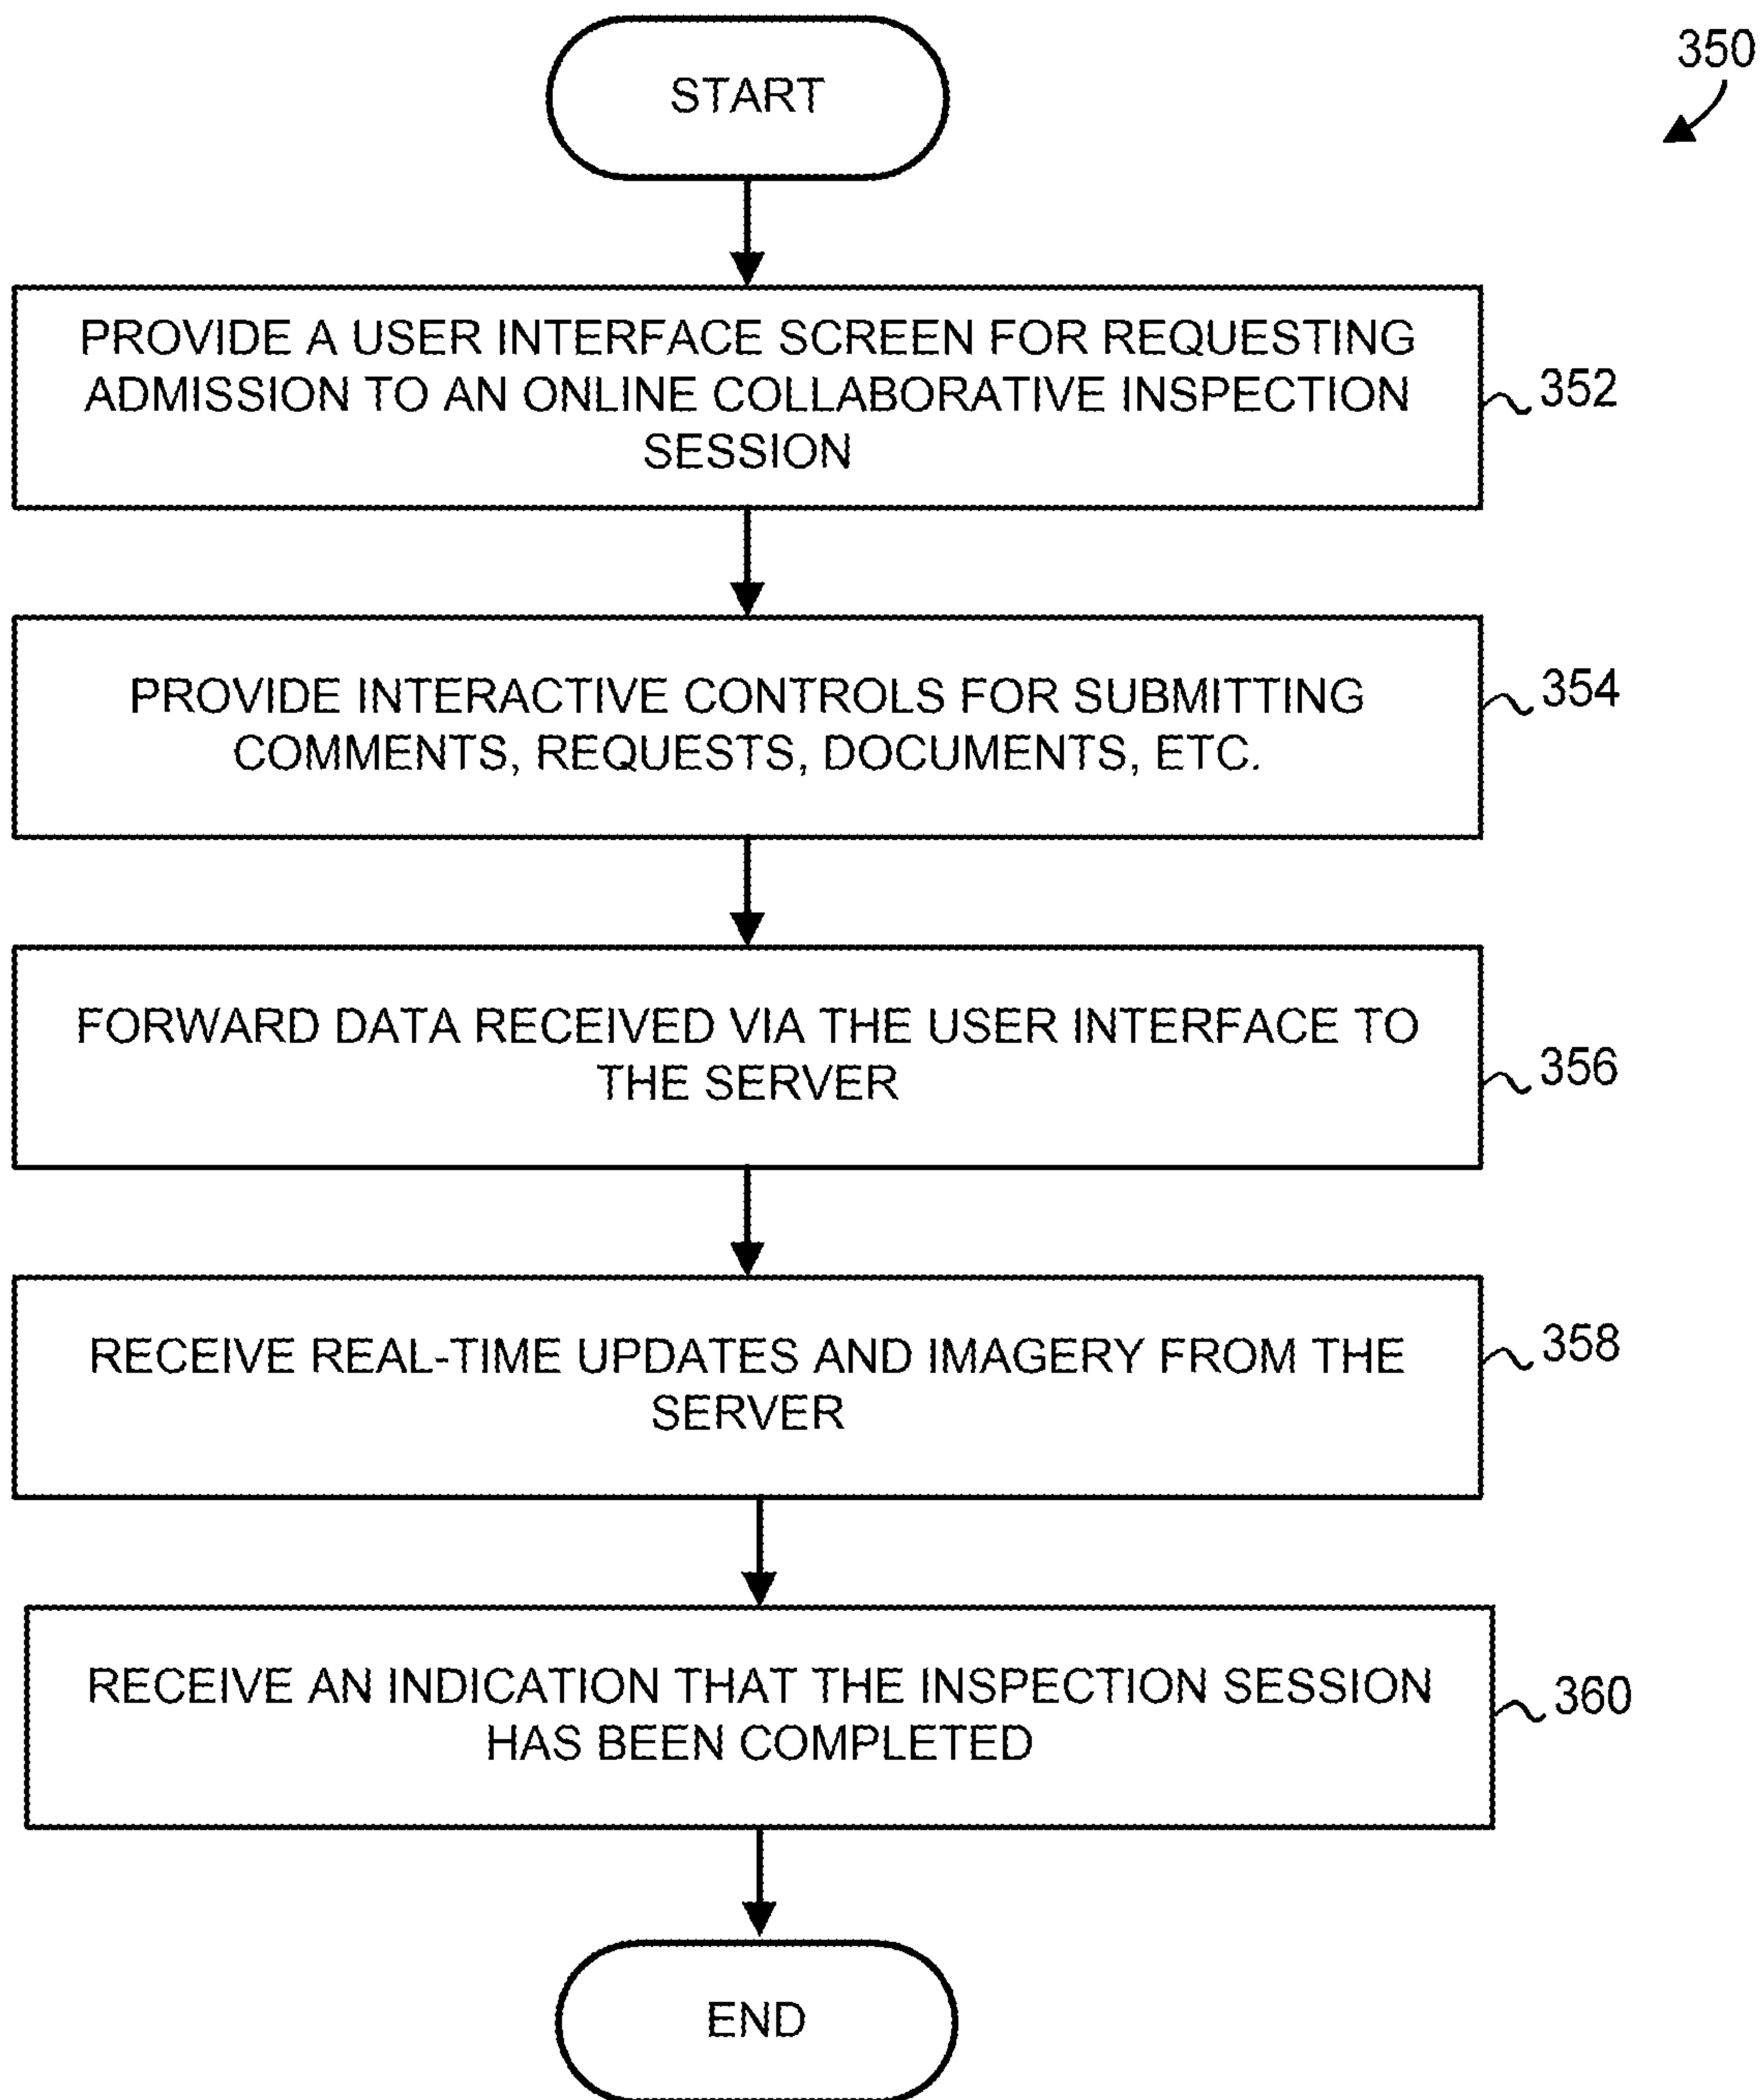 START
350
PROVIDE A USER INTERFACE SCREEN FOR REQUESTING
ADMISSION TO AN ONLINE COLLABORATIVE INSPECTION
SESSION
352
PROVIDE INTERACTIVE CONTROLS FOR SUBMITTING
COMMENTS, REQUESTS, DOCUMENTS, ETC.
354
FORWARD DATA RECEIVED VIA THE USER INTERFACE TO
THE SERVER
356
RECEIVE REAL-TIME UPDATES AND IMAGERY FROM THE
SERVER
358
RECEIVE AN INDICATION THAT THE INSPECTION SESSION
HAS BEEN COMPLETED
360
END